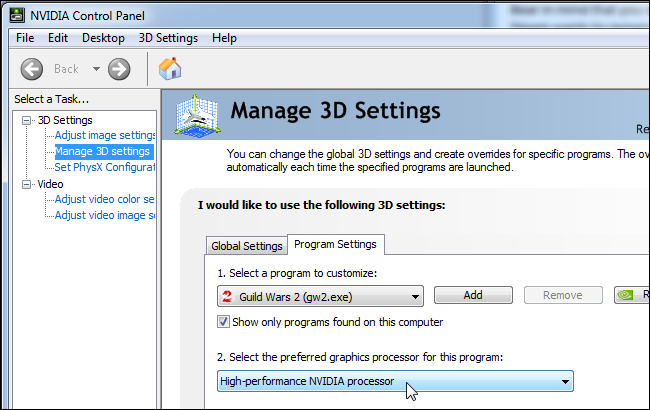 NVIDIA Control Panel
File Edit Desktop 3D Settings Help
Back
Select a Task...
3D Settings
Adjust image settings
Manage 3D settings
Set PhysX Configurat
Video
Adjust video color se
Adjust video image s
Manage 3D Settings
Re
You can change the global 3D settings and create overrides for specific programs. The ov
automatically each time the specified programs are launched.
I would like to use the following 3D settings:
Global Settings Program Settings
1. Select a program to customize:
2 Guild Wars 2 (gw2.exe) Add Remove R
Show only programs found on this computer
2. Select the preferred graphics processor for this program:
High-performance NVIDIA processor